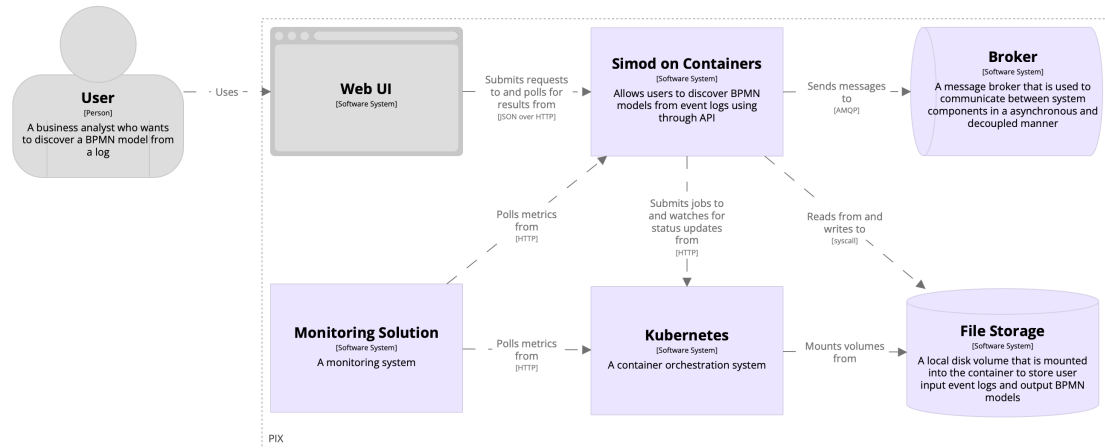 User
[Person]
A business analyst who wants
to discover a BPMN model from
a log
Uses
Web UI
[Software System]
Submits requests
to and polls for
results from
[JSON over HTTP]
Simod on Containers
[Software System]
Allows users to discover BPMN
models from event logs using
through API
Sends messages
to
[AMQP]
Broker
[Software System]
A message broker that is used to
communicate between system
components in a asynchronous and
decoupled manner
Polls metrics
from
[HTTP]
Submits jobs to
and watches for
status updates
from
[HTTP]
Reads from and
writes to
[syscall]
Monitoring Solution
[Software System]
A monitoring system
Polls metrics
from
[HTTP]
Kubernetes
[Software System]
A container orchestration system
Mounts volumes
from
File Storage
[Software System]
A local disk volume that is mounted
into the container to store user
input event logs and output BPMN
models
PIX